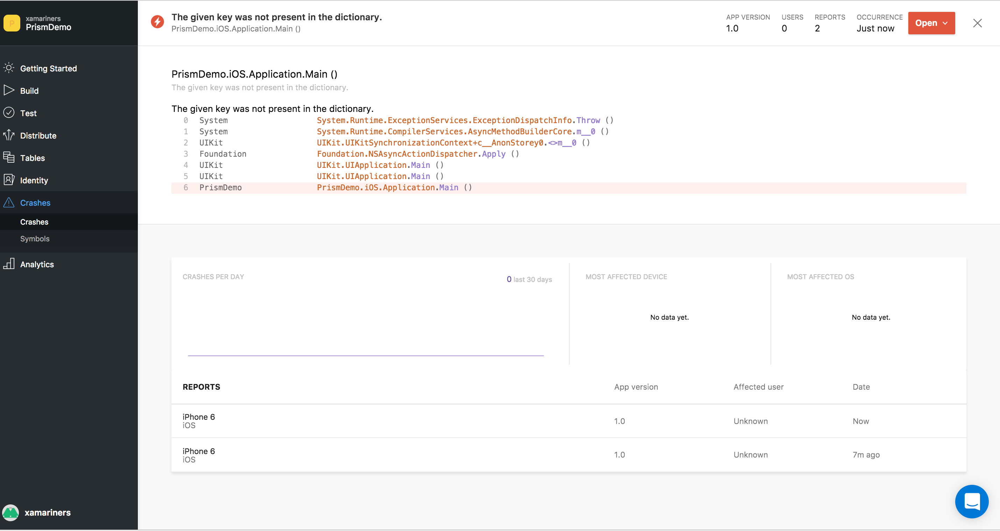 P
xamariners
PrismDemo
Getting Started
Build
Test
Distribute
Tables
Identity
Crashes
Crashes
Symbols
Analytics
xamariners
The given key was not present in the dictionary.
PrismDemo.iOS.Application.Main ()
APP VERSION USERS REPORTS OCCURRENCE
1.0 0 2 Just now
Open
PrismDemo.iOS.Application.Main ()
The given key was not present in the dictionary.
The given key was not present in the dictionary.
0 System System.Runtime.ExceptionServices.ExceptionDispatchInfo.Throw ()
1 System System.Runtime.CompilerServices.AsyncMethodBuilderCore.m__0 ()
2 UIKit UIKit.UIKitSynchronizationContext+c__AnonStorey0.<>m__0 ()
3 Foundation Foundation.NSAsyncActionDispatcher.Apply ()
4 UIKit UIKit.UIApplication.Main ()
5 UIKit UIKit.UIApplication.Main ()
6 PrismDemo PrismDemo.iOS.Application.Main ()
CRASHES PER DAY
0 last 30 days
MOST AFFECTED DEVICE
No data yet.
MOST AFFECTED OS
No data yet.
REPORTS App version Affected user Date
iPhone 6
iOS
1.0 Unknown Now
iPhone 6
iOS
1.0 Unknown 7m ago